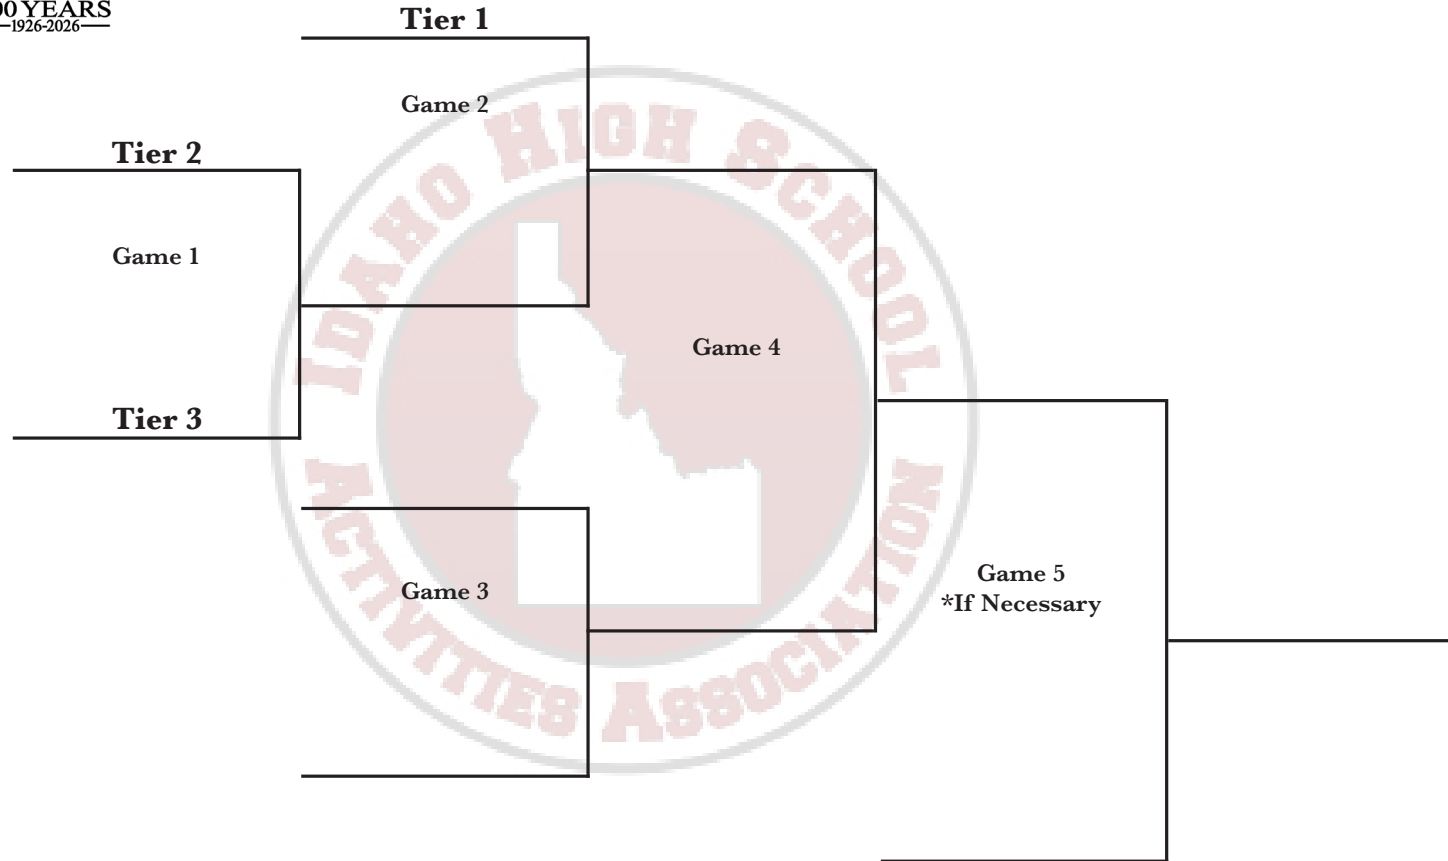 00 YEARS
1926-2026
Tier 1
Game 2
Tier 2
Game 1
Tier 3
Game 4
Game 3
Game 5
*If Necessary
IDAHO HIGH SCHOOL
ACTIVITIES ASSOCIATION